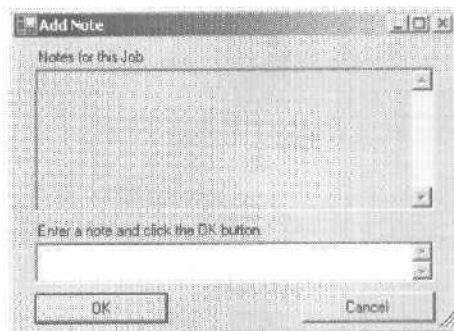 Add Note
Notes for this Job
Enter a note and click the OK button
OK
Cancel